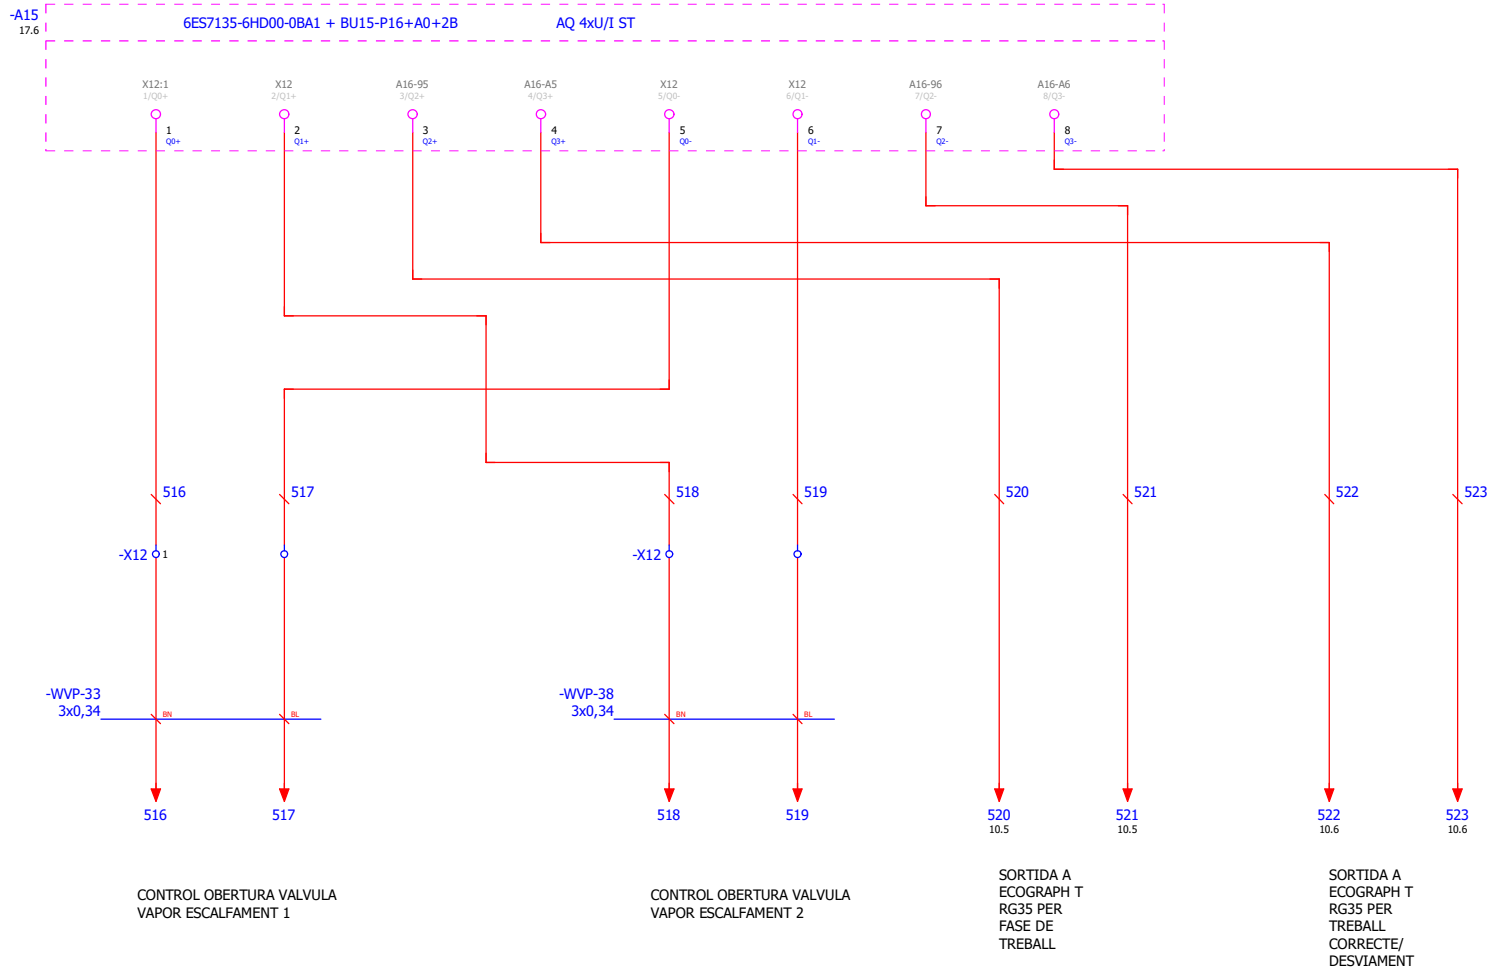 -A15
17.6
6ES7135-6HD00-0BA1 + BU15-P16+A0+2B
AQ 4xU/I ST
X12:1
1/Q0+
X12
2/Q1+
A16-95
3/Q2+
A16-A5
4/Q3+
X12
5/Q0-
X12
6/Q1-
A16-96
7/Q2-
A16-A6
8/Q3-
1
Q0+
2
Q1+
3
Q2+
4
Q3+
5
Q0-
6
Q1-
7
Q2-
8
Q3-
516
517
518
519
520
521
522
523
-X12
1
-X12
-WVP-33
3x0,34
BN
BL
-WVP-38
3x0,34
BN
BL
516
517
518
519
520
10.5
521
10.5
522
10.6
523
10.6
CONTROL OBERTURA VALVULA
VAPOR ESCALFAMENT 1
CONTROL OBERTURA VALVULA
VAPOR ESCALFAMENT 2
SORTIDA A
ECOGRAPH T
RG35 PER
FASE DE
TREBALL
SORTIDA A
ECOGRAPH T
RG35 PER
TREBALL
CORRECTE/
DESVIAMENT